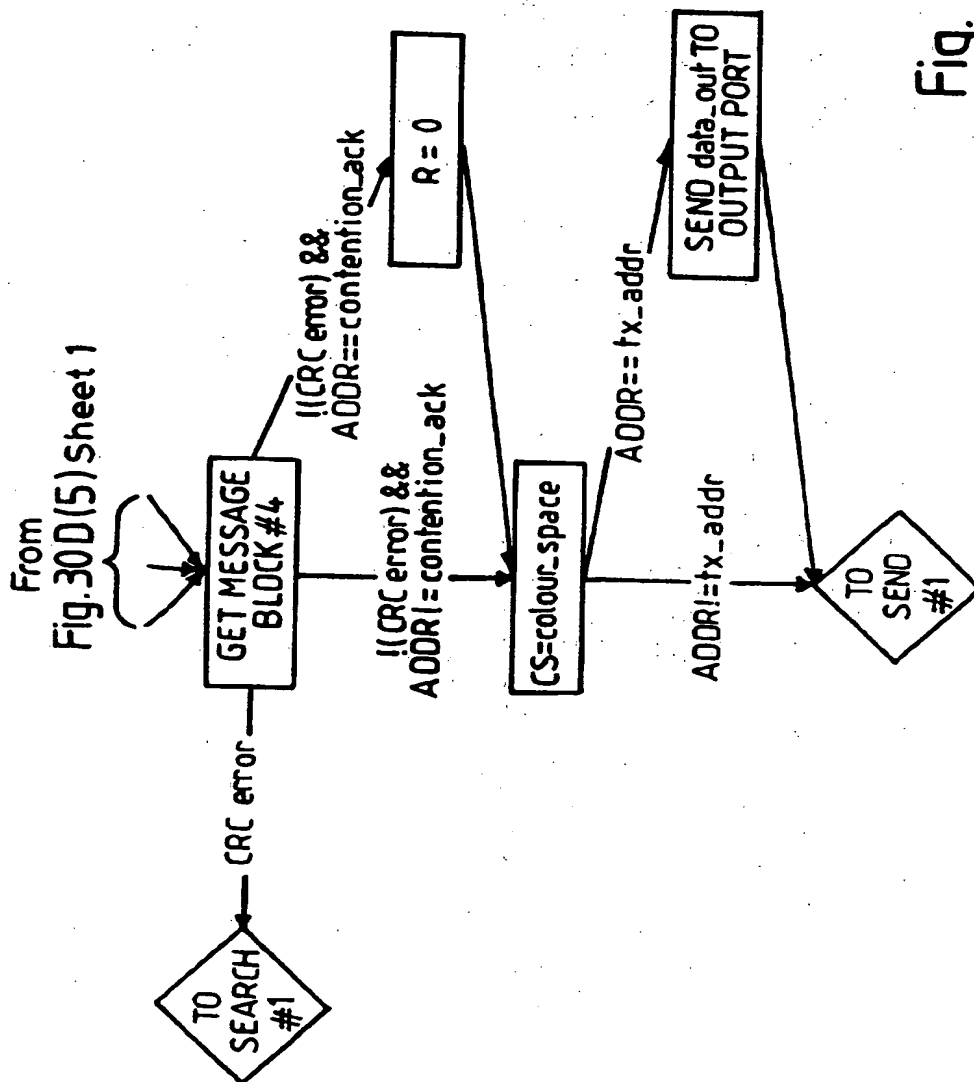 From
Fig.30D(5) sheet 1
GET MESSAGE
BLOCK #4
CRC error
TO
SEARCH
#1
!(CRC error) &&
ADDR==contention_ack
R = 0
!(CRC error) &&
ADDR!=contention_ack
CS=colour_space
ADDR==tx_addr
SEND data_out TO
OUTPUT PORT
ADDR!=tx_addr
TO
SEND
#1
Fig.